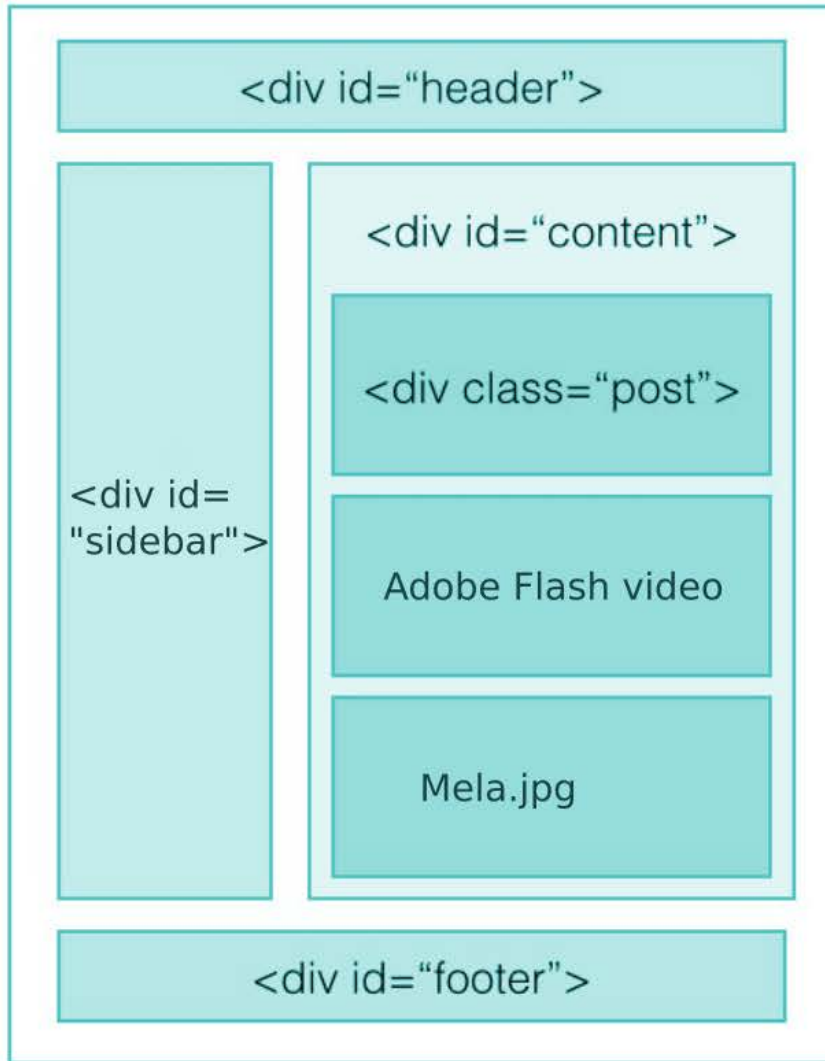 <div id=“header”>
<div id=
"sidebar">
<div id=“content”>
<div class=“post”>
Adobe Flash video
Mela.jpg
<div id=“footer”>